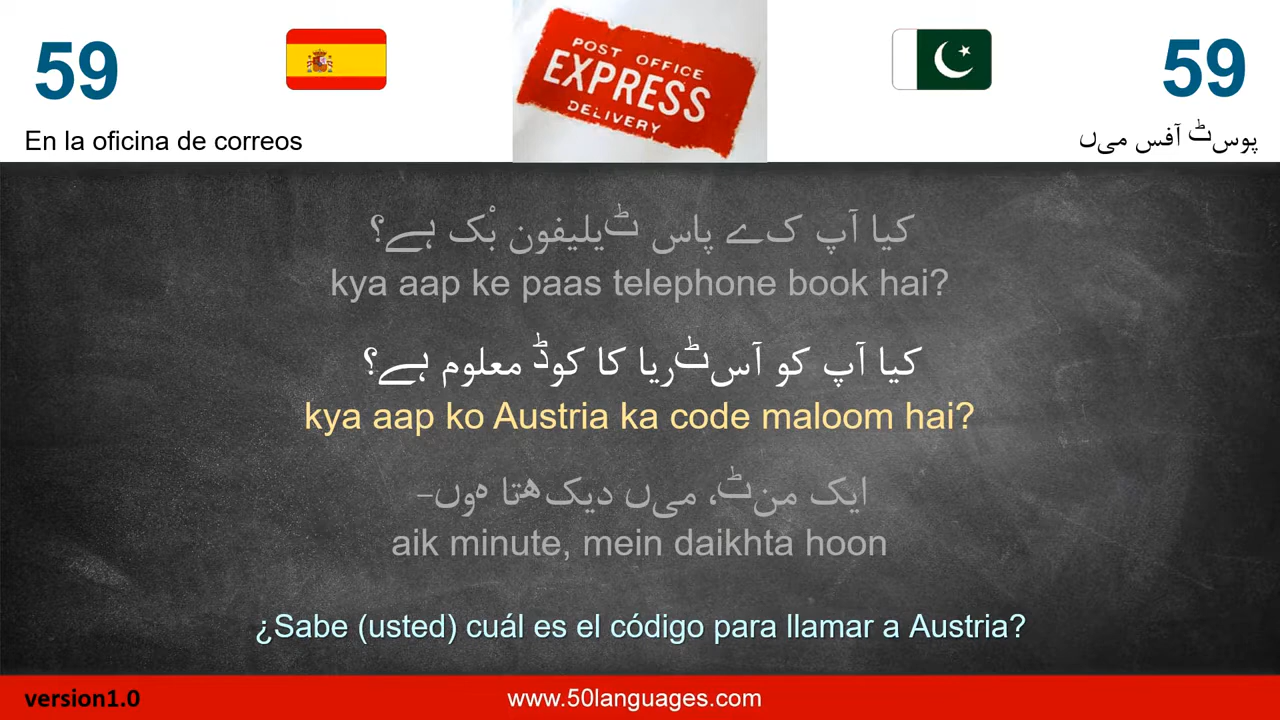 59
59
En la oficina de correos
پوسٹ آفس میں
POST OFFICE
EXPRESS
DELIVERY
کیا آپ کے پاس ٹیلیفون بْک ہے؟
kya aap ke paas telephone book hai?
کیا آپ کو آسٹریا کا کوڈ معلوم ہے؟
kya aap ko Austria ka code maloom hai?
ایک منٹ، میں دیکھتا ہوں-
aik minute, mein daikhta hoon
¿Sabe (usted) cuál es el código para llamar a Austria?
version1.0
www.50languages.com